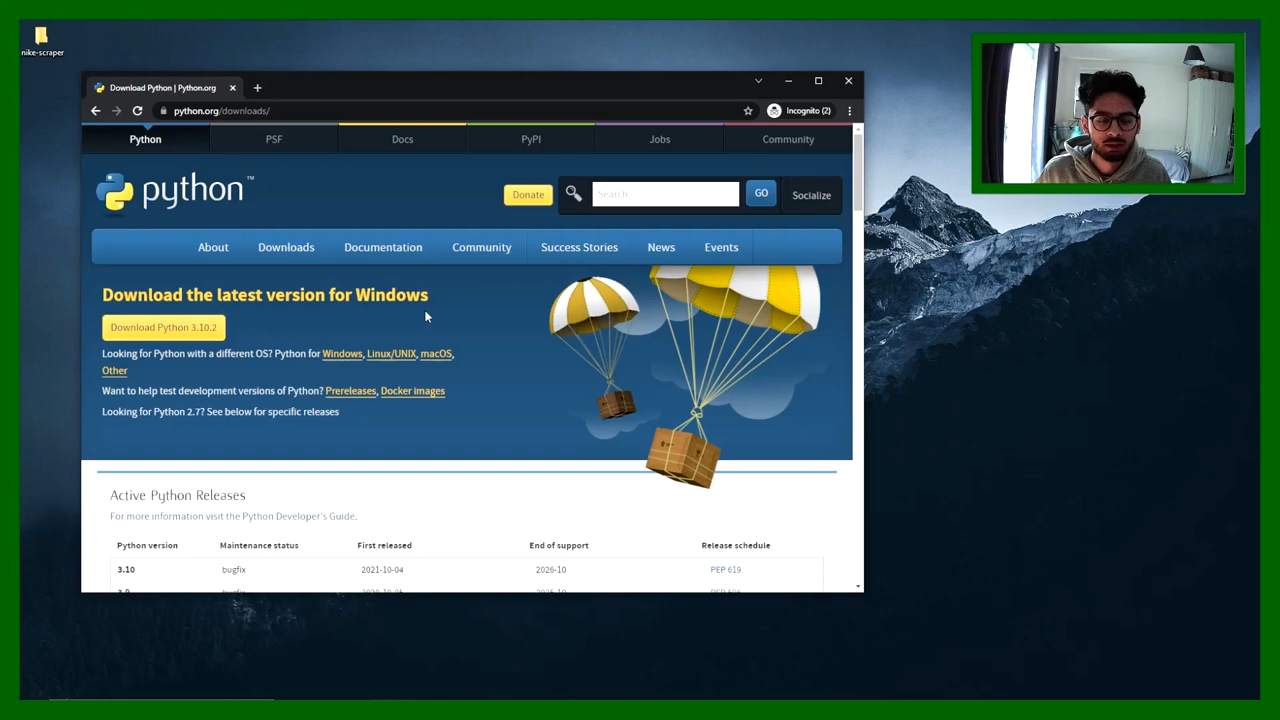 nike-scraper
Download Python | Python.org
python.org/downloads/
Incognito (2)
Python
PSF
Docs
PyPI
Jobs
Community
python™
Donate
Search
GO
Socialize
About
Downloads
Documentation
Community
Success Stories
News
Events
Download the latest version for Windows
Download Python 3.10.2
Looking for Python with a different OS? Python for Windows, Linux/UNIX, macOS,
Other
Want to help test development versions of Python? Prereleases, Docker images
Looking for Python 2.7? See below for specific releases
Active Python Releases
For more information visit the Python Developer's Guide.
Python version Maintenance status First released End of support Release schedule
3.10 bugfix 2021-10-04 2026-10 PEP 619